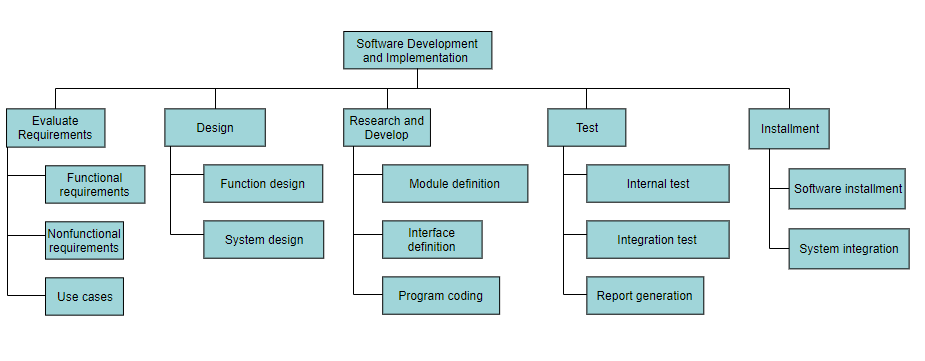 Software Development
and Implementation
Evaluate
Requirements
Design
Research and
Develop
Test
Installment
Functional
requirements
Nonfunctional
requirements
Use cases
Function design
System design
Module definition
Interface
definition
Program coding
Internal test
Integration test
Report generation
Software installment
System integration